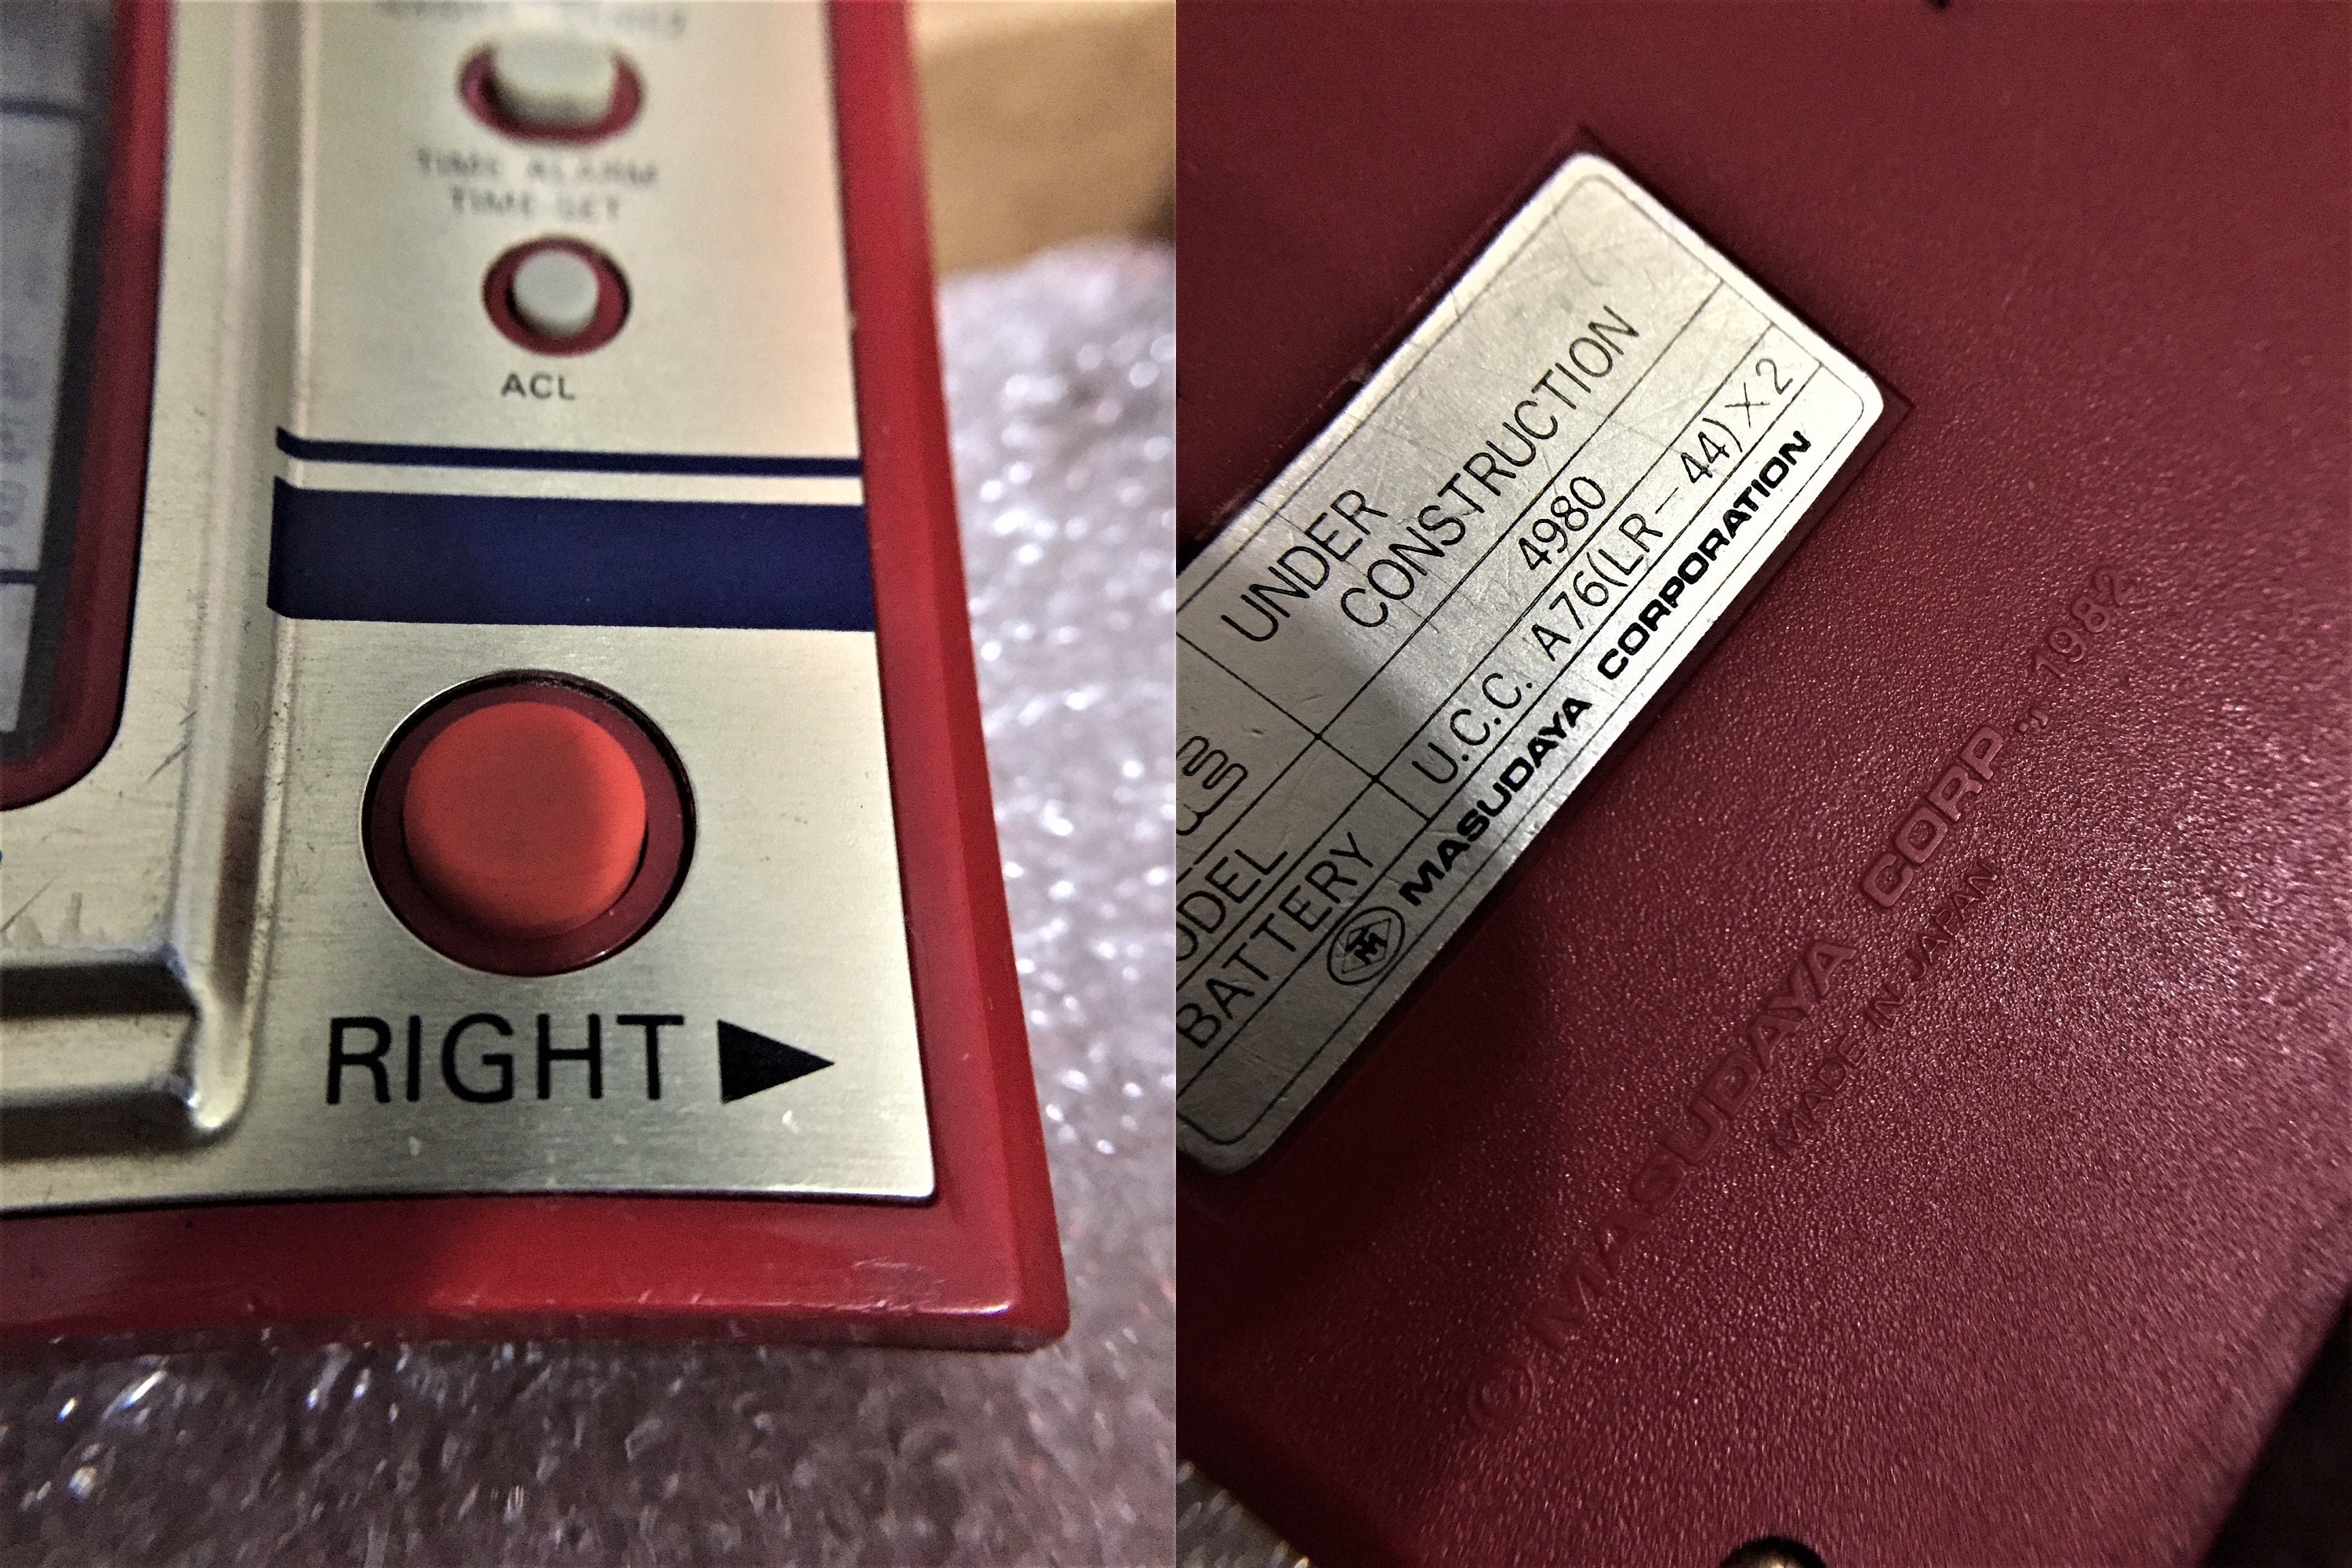 TIME ALARM
TIME SET
ACL
RIGHT ▶
UNDER
CONSTRUCTION
4980
BATTERY U.C.C. A76(LR-44)×2
MASUDAYA CORPORATION
© MASUDAYA CORP., 1982
MADE IN JAPAN